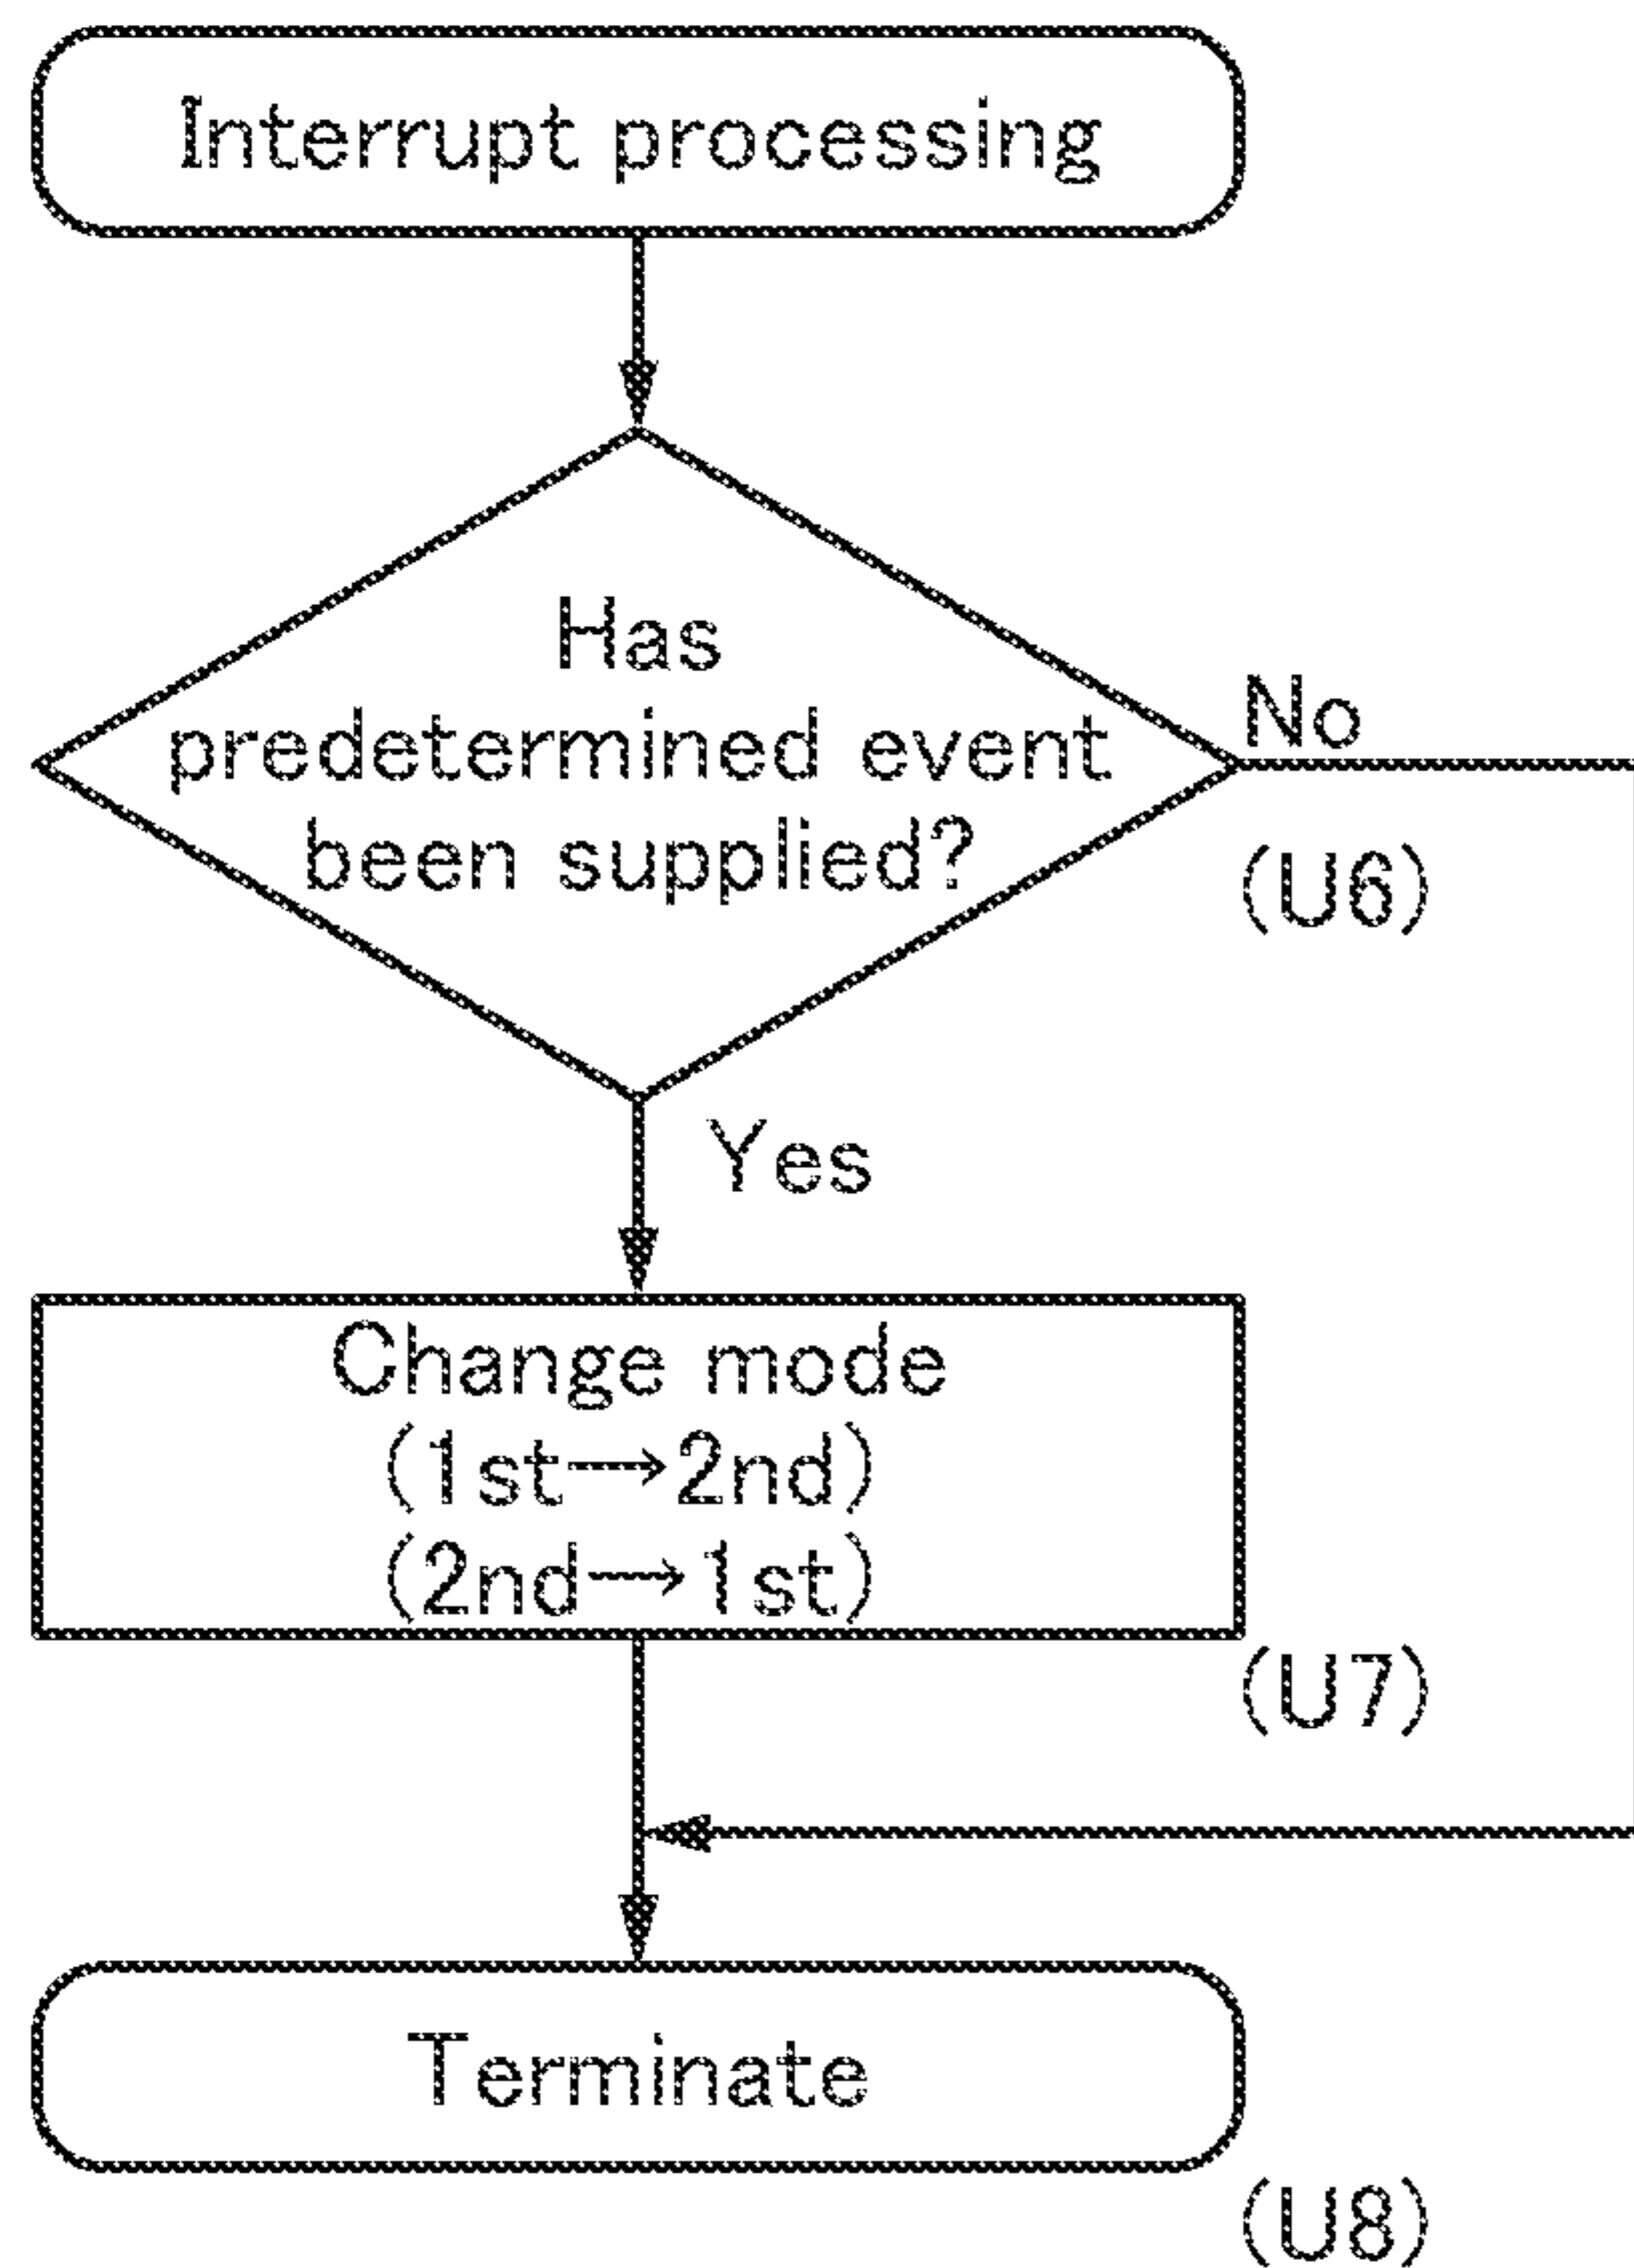 Interrupt processing
Has
predetermined event
been supplied?
No
(U6)
Yes
Change mode
(1st→2nd)
(2nd→1st)
(U7)
Terminate
(U8)